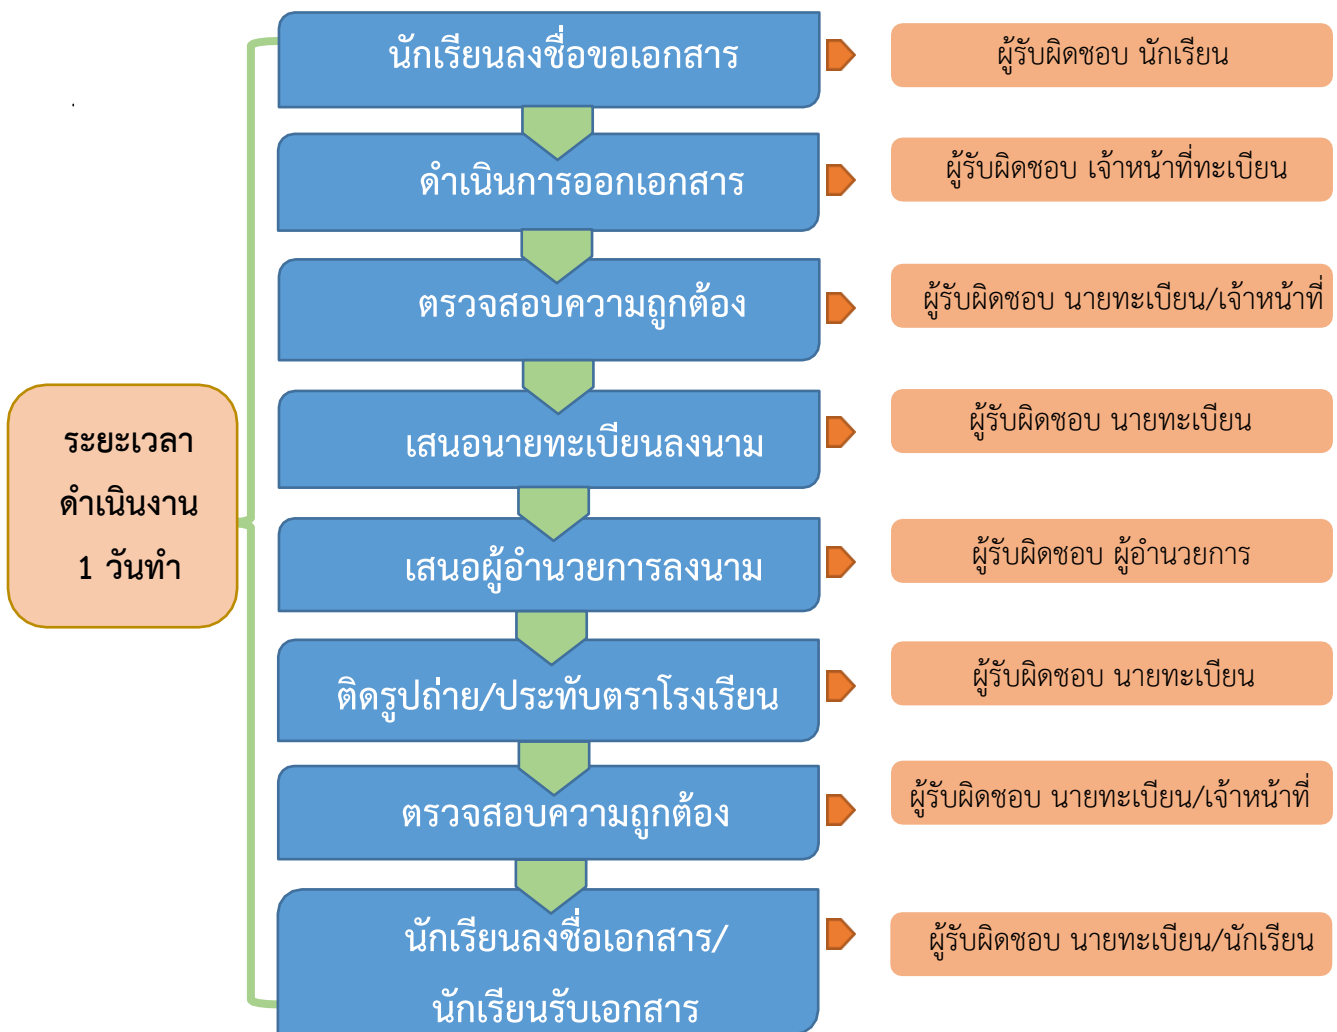 นักเรียนลงชื่อขอเอกสาร
ผู้รับผิดชอบ นักเรียน
ดำเนินการออกเอกสาร
ผู้รับผิดชอบ เจ้าหน้าที่ทะเบียน
ตรวจสอบความถูกต้อง
ผู้รับผิดชอบ นายทะเบียน/เจ้าหน้าที่
ระยะเวลา
ดำเนินงาน
1 วันทำ
เสนอนายทะเบียนลงนาม
ผู้รับผิดชอบ นายทะเบียน
เสนอผู้อำนวยการลงนาม
ผู้รับผิดชอบ ผู้อำนวยการ
ติดรูปถ่าย/ประทับตราโรงเรียน
ผู้รับผิดชอบ นายทะเบียน
ตรวจสอบความถูกต้อง
ผู้รับผิดชอบ นายทะเบียน/เจ้าหน้าที่
นักเรียนลงชื่อเอกสาร/
นักเรียนรับเอกสาร
ผู้รับผิดชอบ นายทะเบียน/นักเรียน